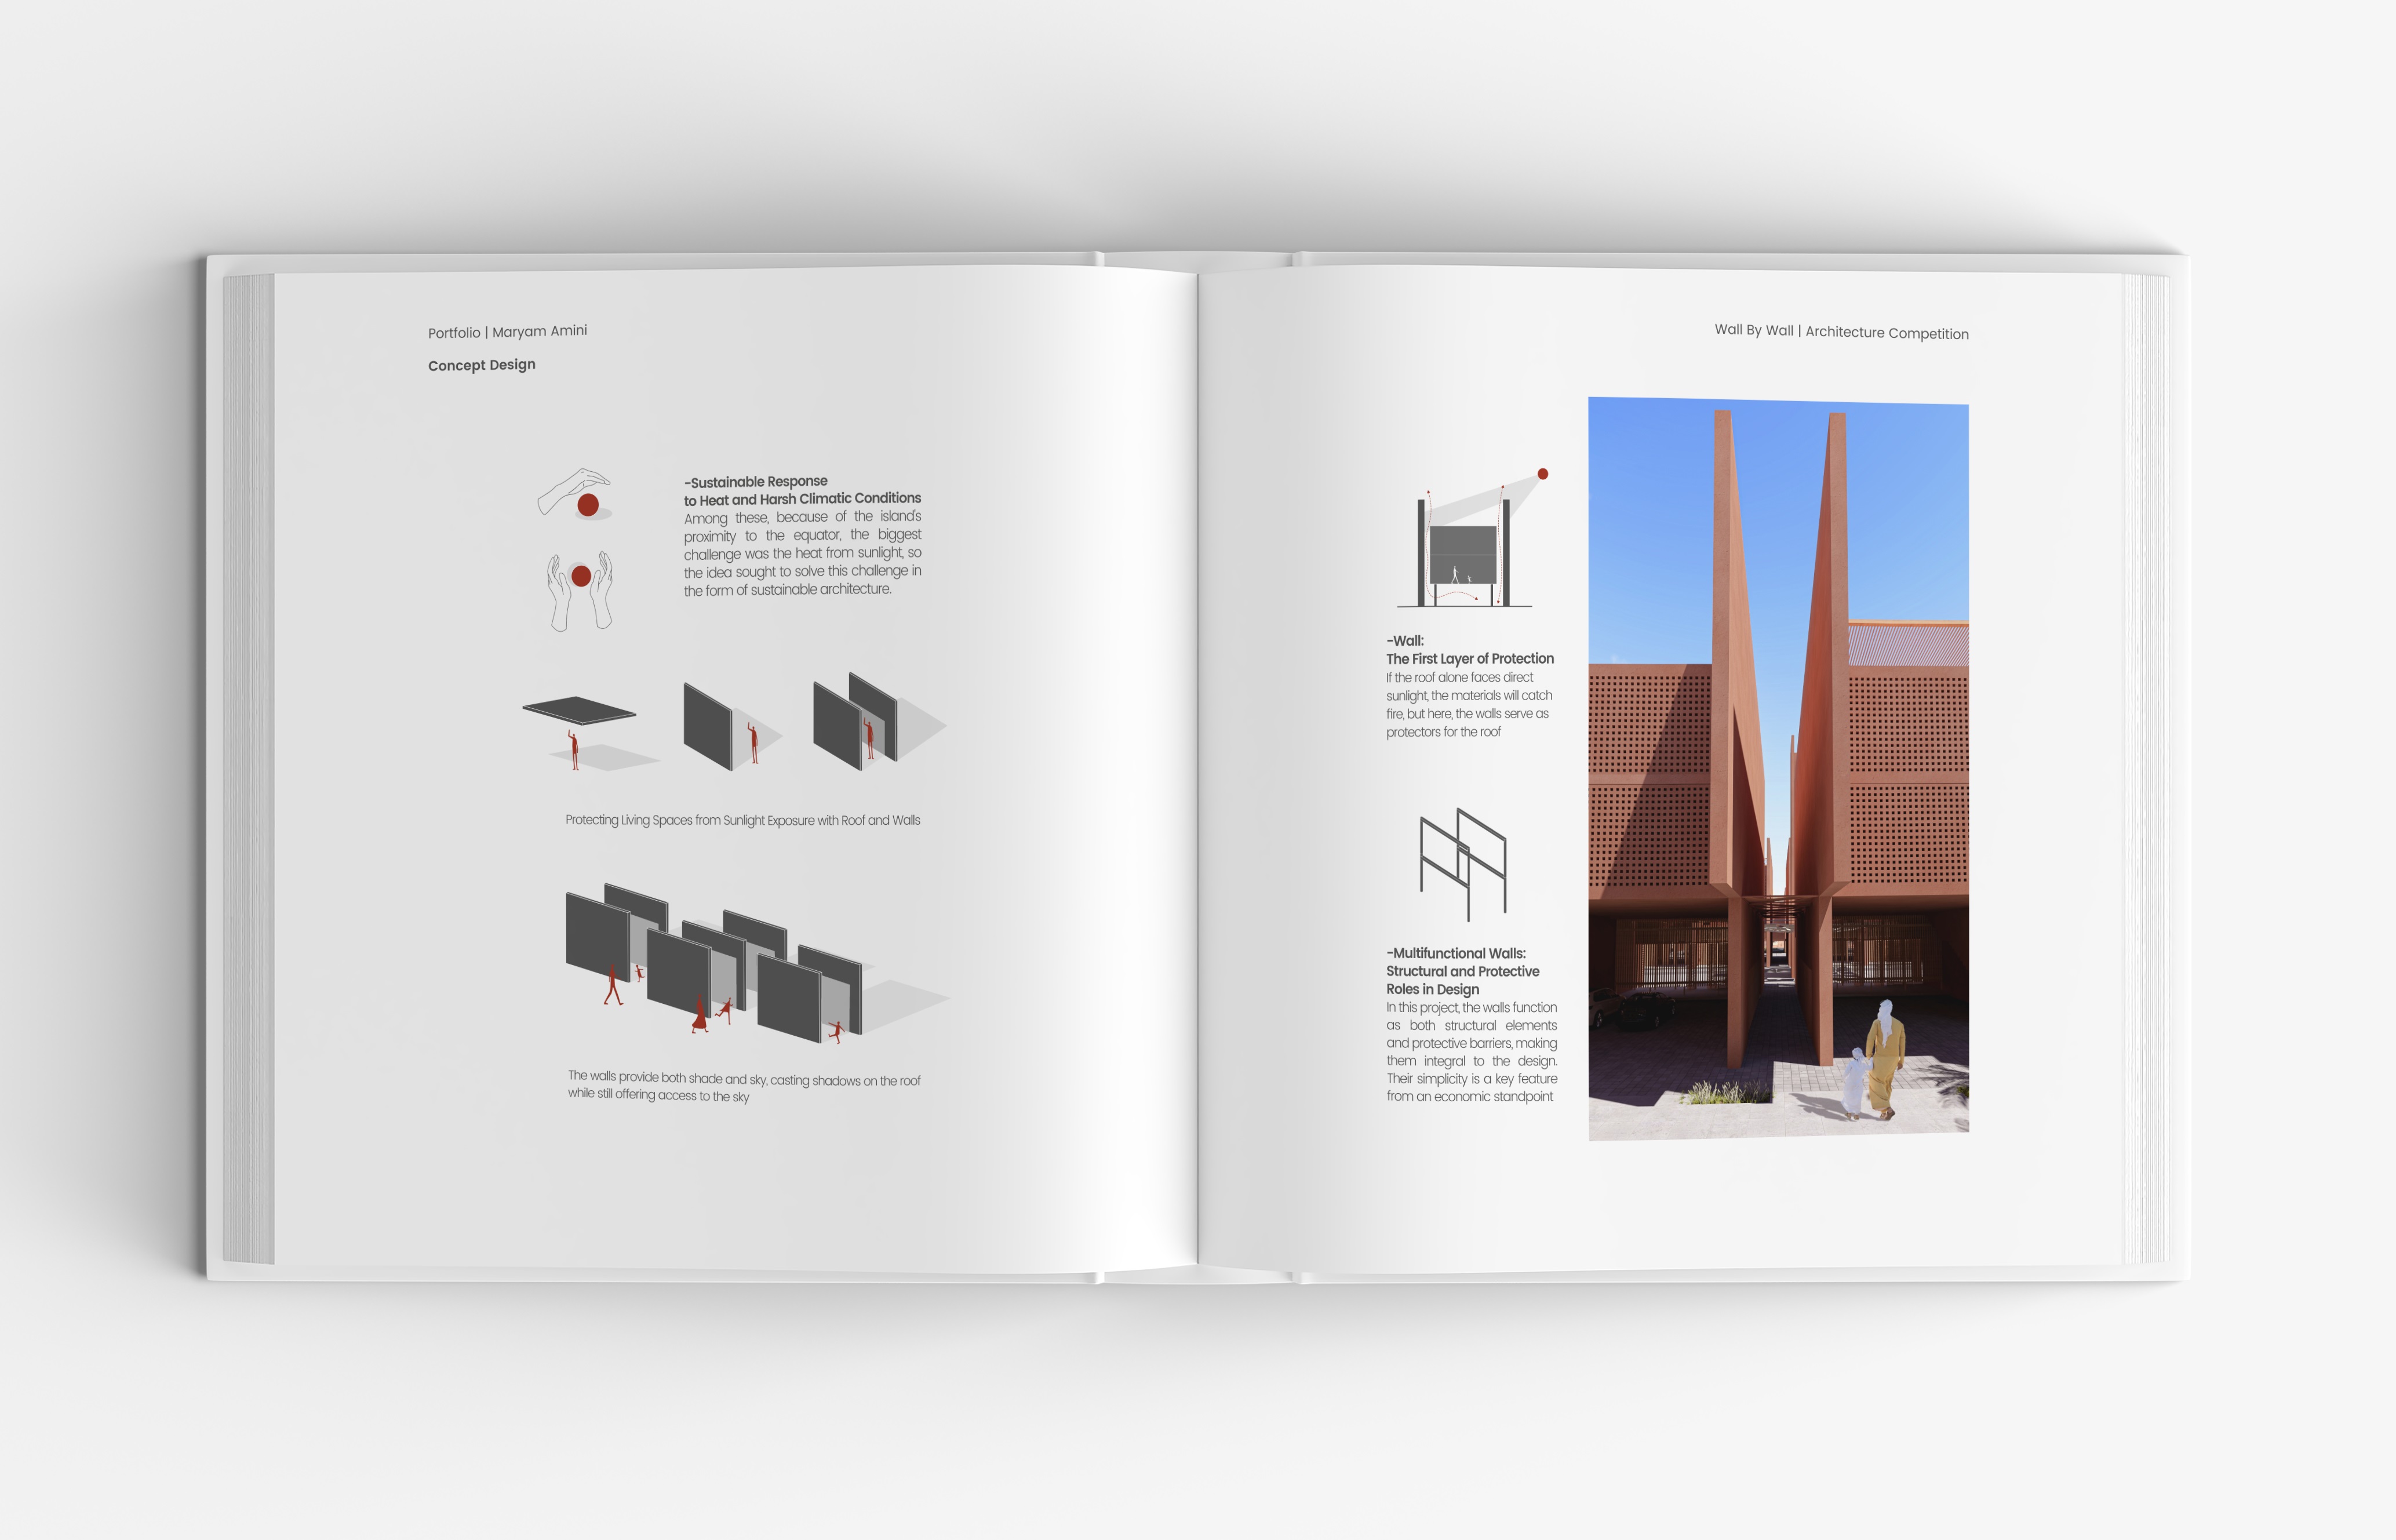 Portfolio | Maryam Amini
Concept Design
-Sustainable Response
to Heat and Harsh Climatic Conditions
Among these, because of the island's
proximity to the equator, the biggest
challenge was the heat from sunlight, so
the idea sought to solve this challenge in
the form of sustainable architecture.
Protecting Living Spaces from Sunlight Exposure with Roof and Walls
The walls provide both shade and sky, casting shadows on the roof
while still offering access to the sky
Wall By Wall | Architecture Competition
-Wall:
The First Layer of Protection
If the roof alone faces direct
sunlight, the materials will catch
fire, but here, the walls serve as
protectors for the roof
-Multifunctional Walls:
Structural and Protective
Roles in Design
In this project, the walls function
as both structural elements
and protective barriers, making
them integral to the design.
Their simplicity is a key feature
from an economic standpoint